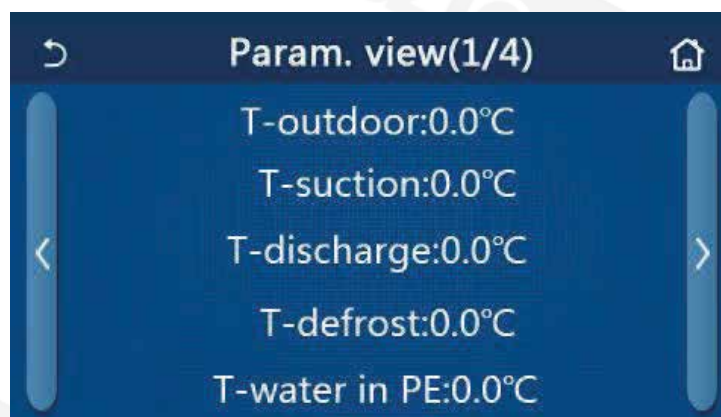 Param. view(1/4)
T-outdoor:0.0℃
T-suction:0.0℃
T-discharge:0.0℃
T-defrost:0.0℃
T-water in PE:0.0℃